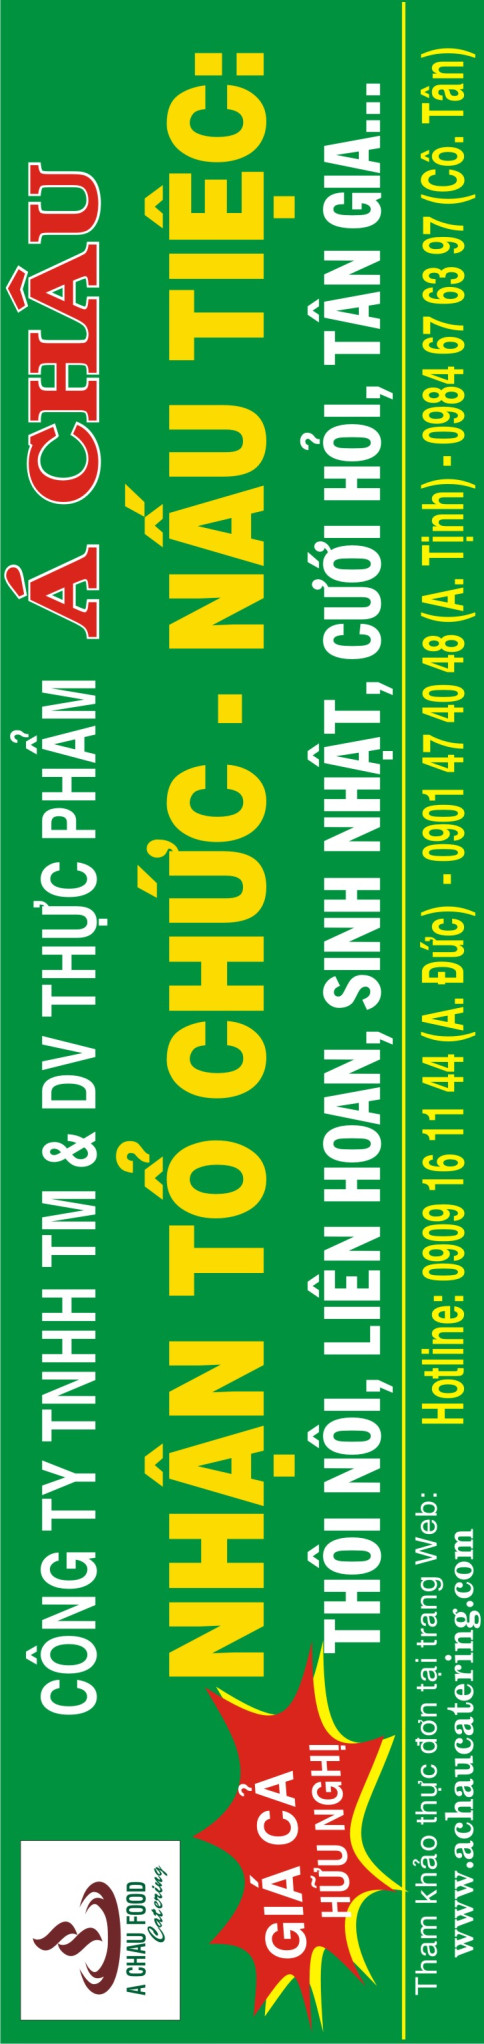 A CHAU FOOD
Catering
CÔNG TY TNHH TM & DV THỰC PHẨM Á CHÂU
NHẬN TỔ CHỨC - NẤU TIỆC:
GIÁ CẢ
HỮU NGHỊ
THÔI NÔI, LIÊN HOAN, SINH NHẬT, CƯỚI HỎI, TÂN GIA...
Tham khảo thực đơn tại trang Web:
www.achaucatering.com
Hotline: 0909 16 11 44 (A. Đức) - 0901 47 40 48 (A. Tịnh) - 0984 67 63 97 (Cô. Tân)